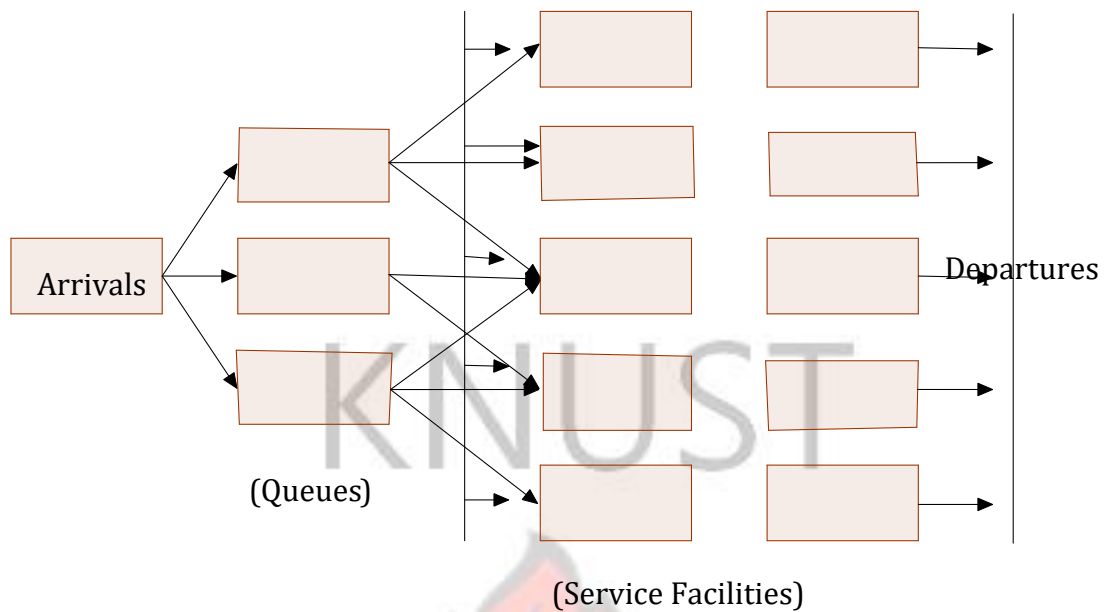 Arrivals
Departures
KNUST
(Queues)
(Service Facilities)